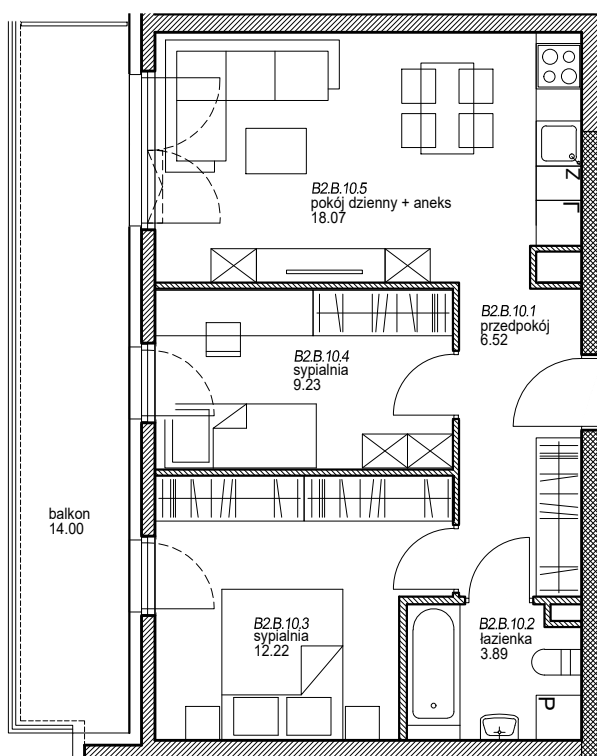 B2.B.10.5
pokój dzienny + aneks
18.07
Z
L
B2.B.10.1
przedpokój
6.52
B2.B.10.4
sypialnia
9.23
balkon
14.00
B2.B.10.3
sypialnia
12.22
B2.B.10.2
łazienka
3.89
P